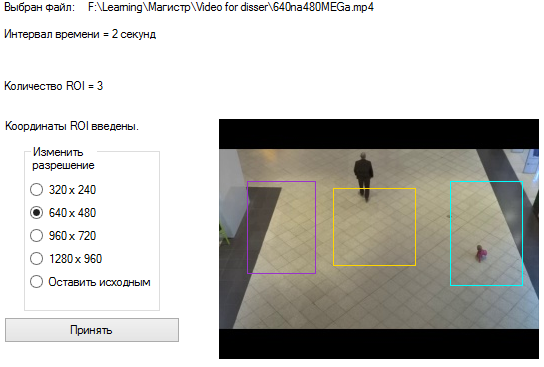 Выбран файл: F:\Learning\Магистр\Video for disser\640na480MEGa.mp4
Интервал времени = 2 секунд
Количество ROI = 3
Координаты ROI введены.
Изменить
разрешение
320 x 240
640 x 480
960 x 720
1280 x 960
Оставить исходным
Принять